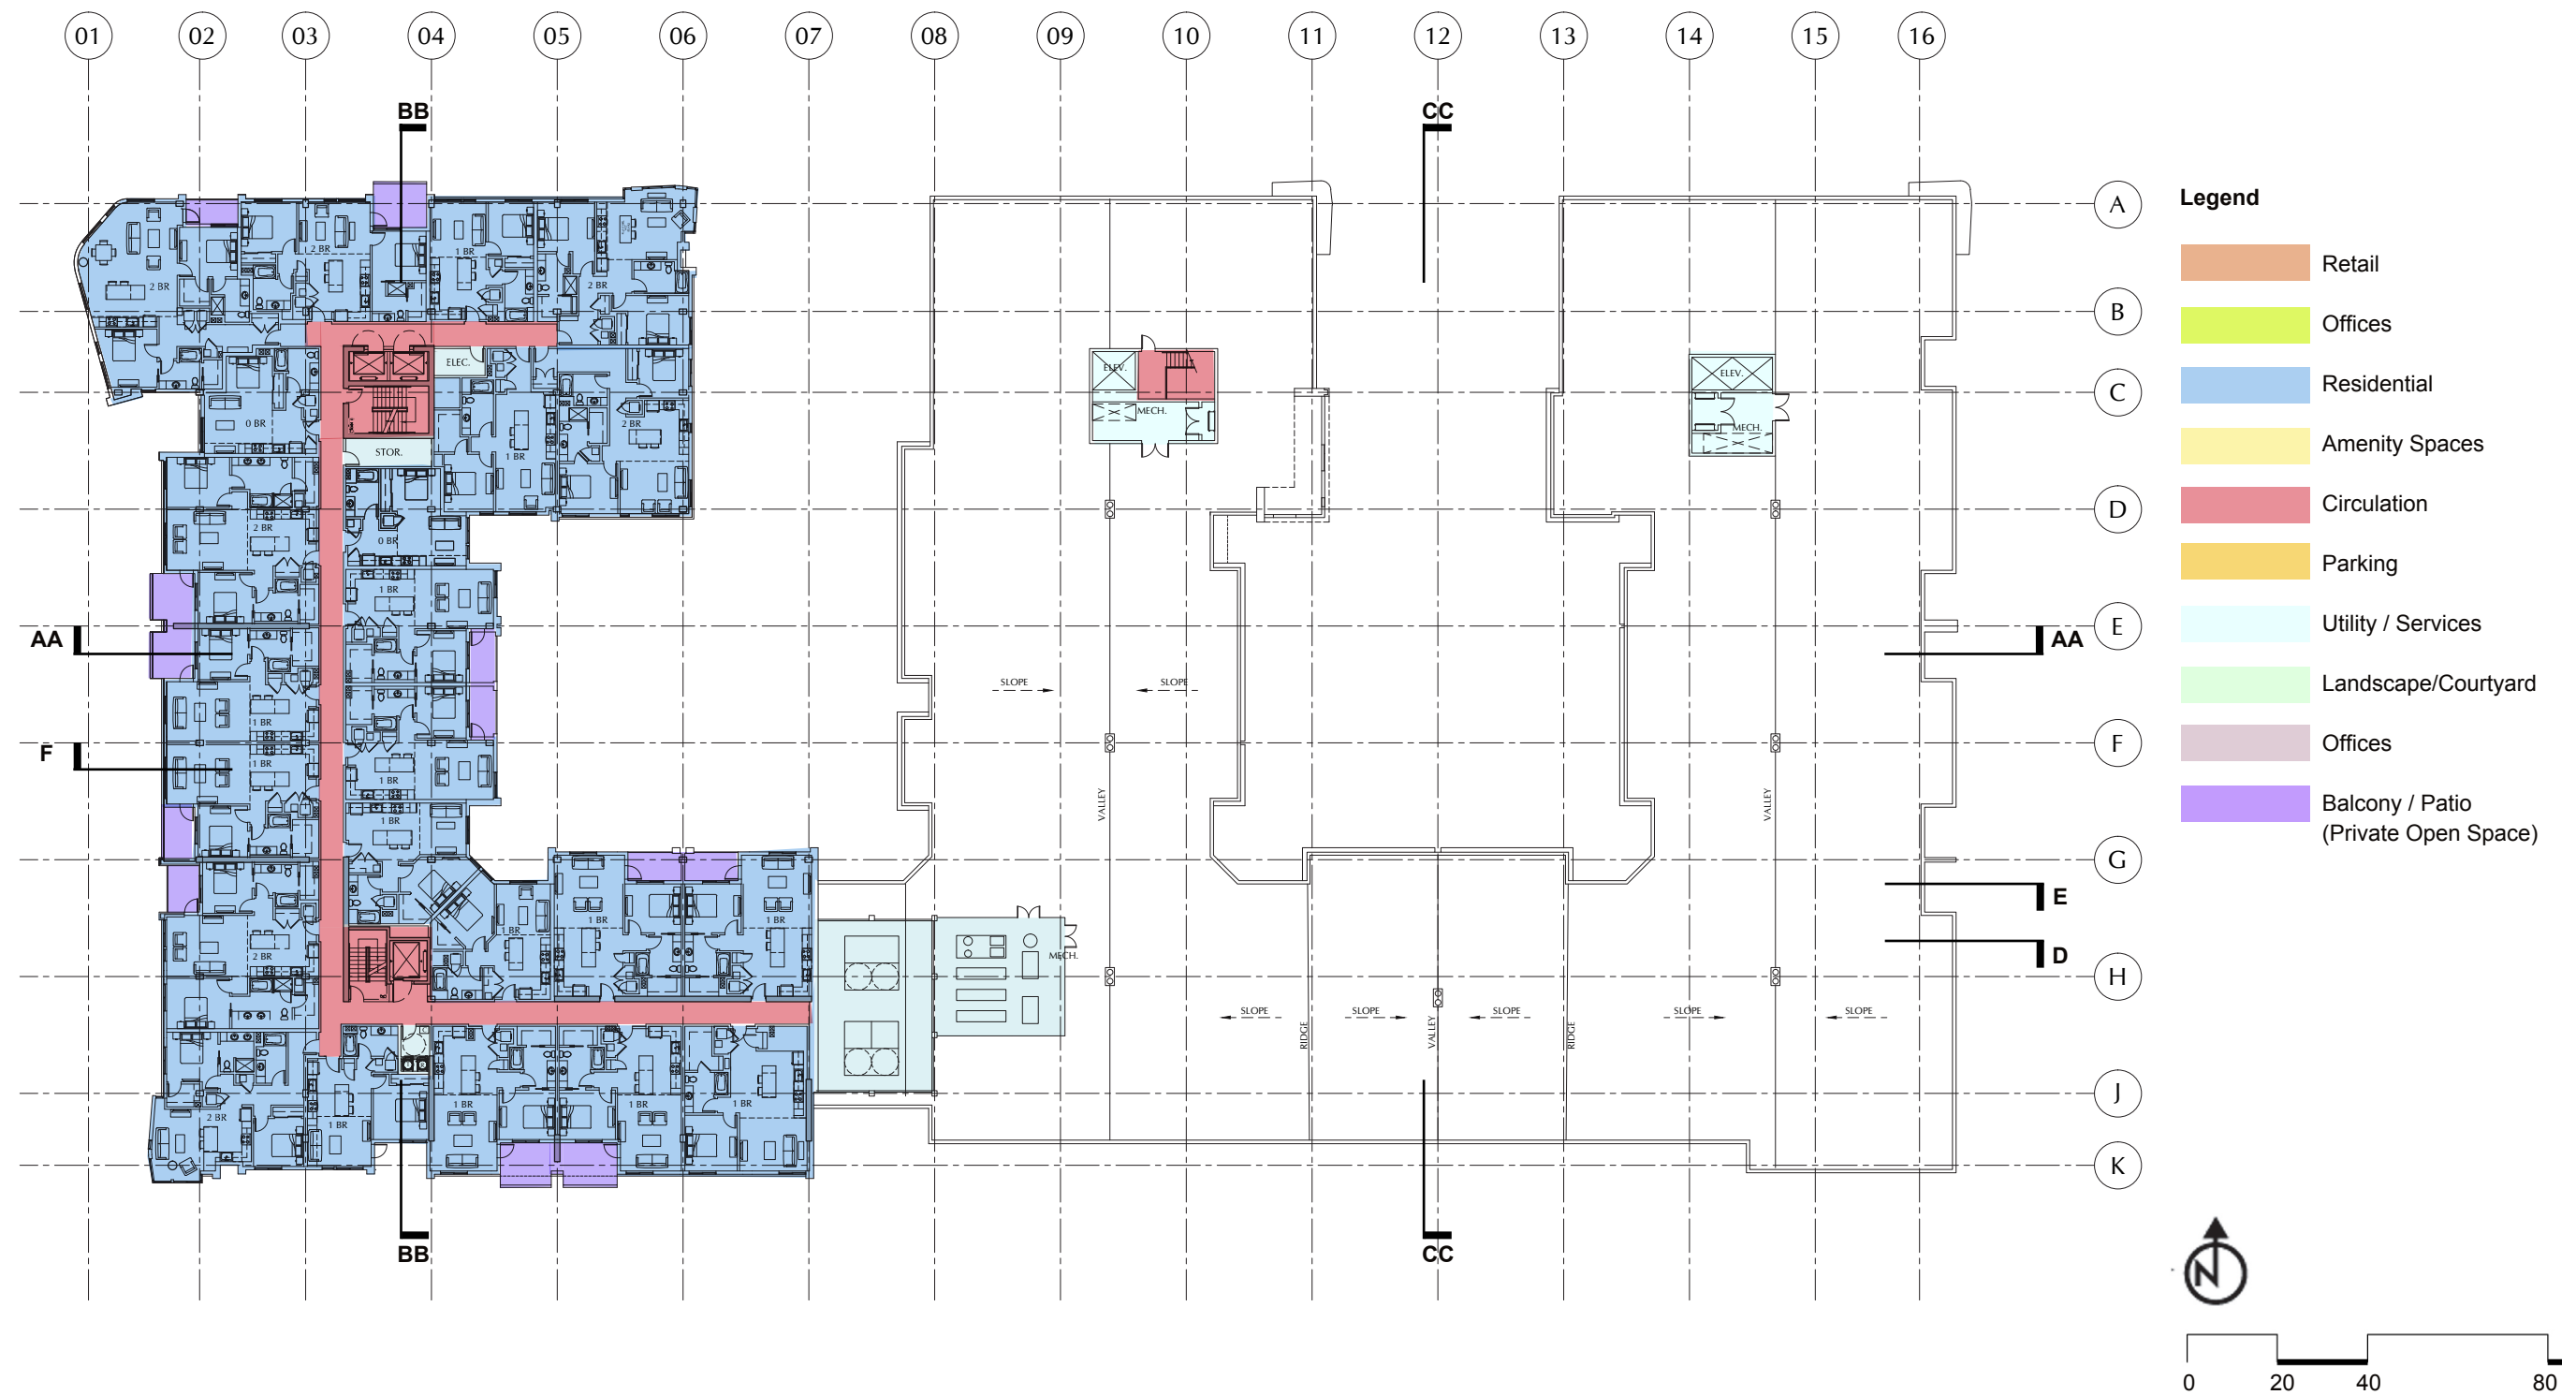 01 02 03 04 05 06 07 08 09 10 11 12 13 14 15 16
BB CC
A
Legend
2 BR 1 BR
Retail
2 BR 2 BR
B
Offices
ELEC. ELEV. ELEV.
Residential
C
MECH.
0 BR 2 BR MECH.
Amenity Spaces
STOR. 1 BR
Circulation
D
2 BR
0 BR
Parking
1 BR
Utility / Services
E
AA AA
SLOPE SLOPE
Landscape/Courtyard
1 BR
F F
Offices
1 BR
1 BR
VALLEY VALLEY
Balcony / Patio
(Private Open Space)
1 BR
G
E
1 BR 1 BR
1 BR
2 BR MECH.
D
H
SLOPE SLOPE SLOPE SLOPE SLOPE
RIDGE VALLEY RIDGE
J
1 BR 1 BR 1 BR
2 BR
1 BR
K
BB CC
N
0 20 40 80